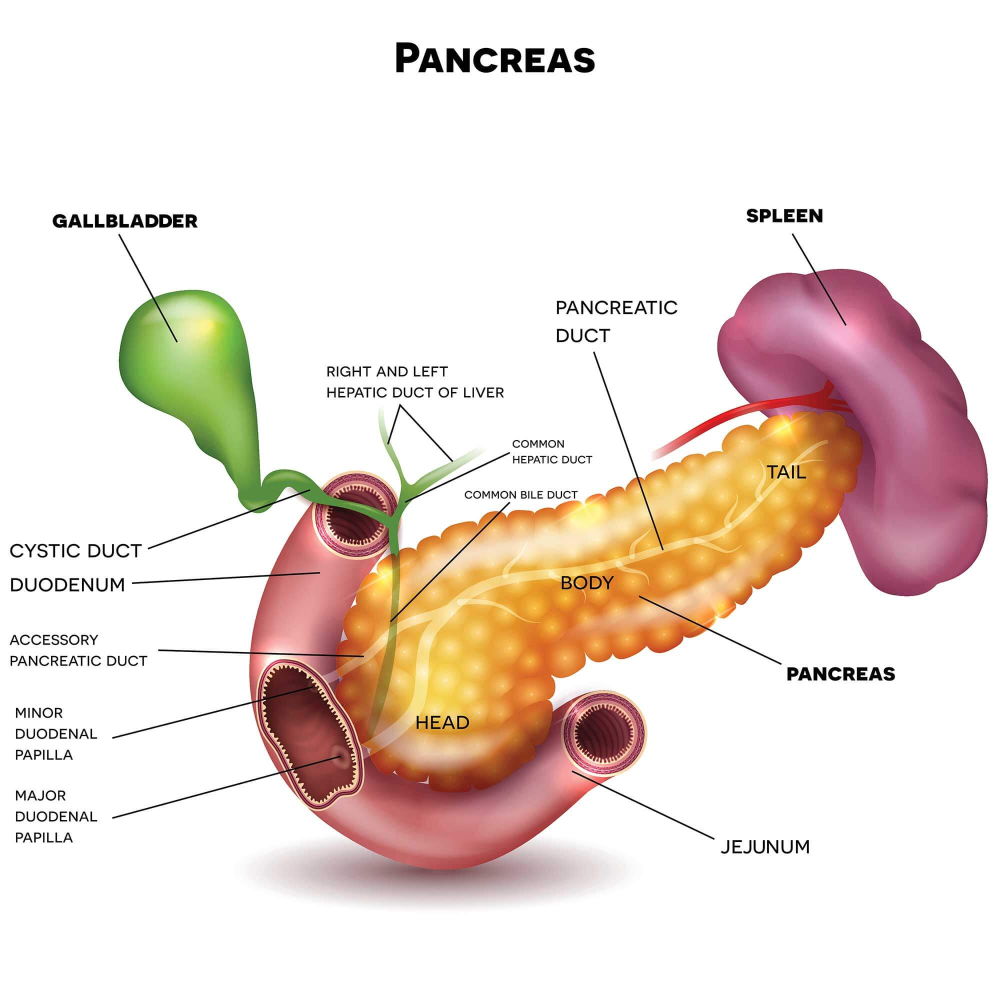 PANCREAS
GALLBLADDER
SPLEEN
PANCREATIC
DUCT
RIGHT AND LEFT
HEPATIC DUCT OF LIVER
COMMON
HEPATIC DUCT
COMMON BILE DUCT
TAIL
CYSTIC DUCT
DUODENUM
BODY
ACCESSORY
PANCREATIC DUCT
PANCREAS
MINOR
DUODENAL
PAPILLA
HEAD
MAJOR
DUODENAL
PAPILLA
JEJUNUM